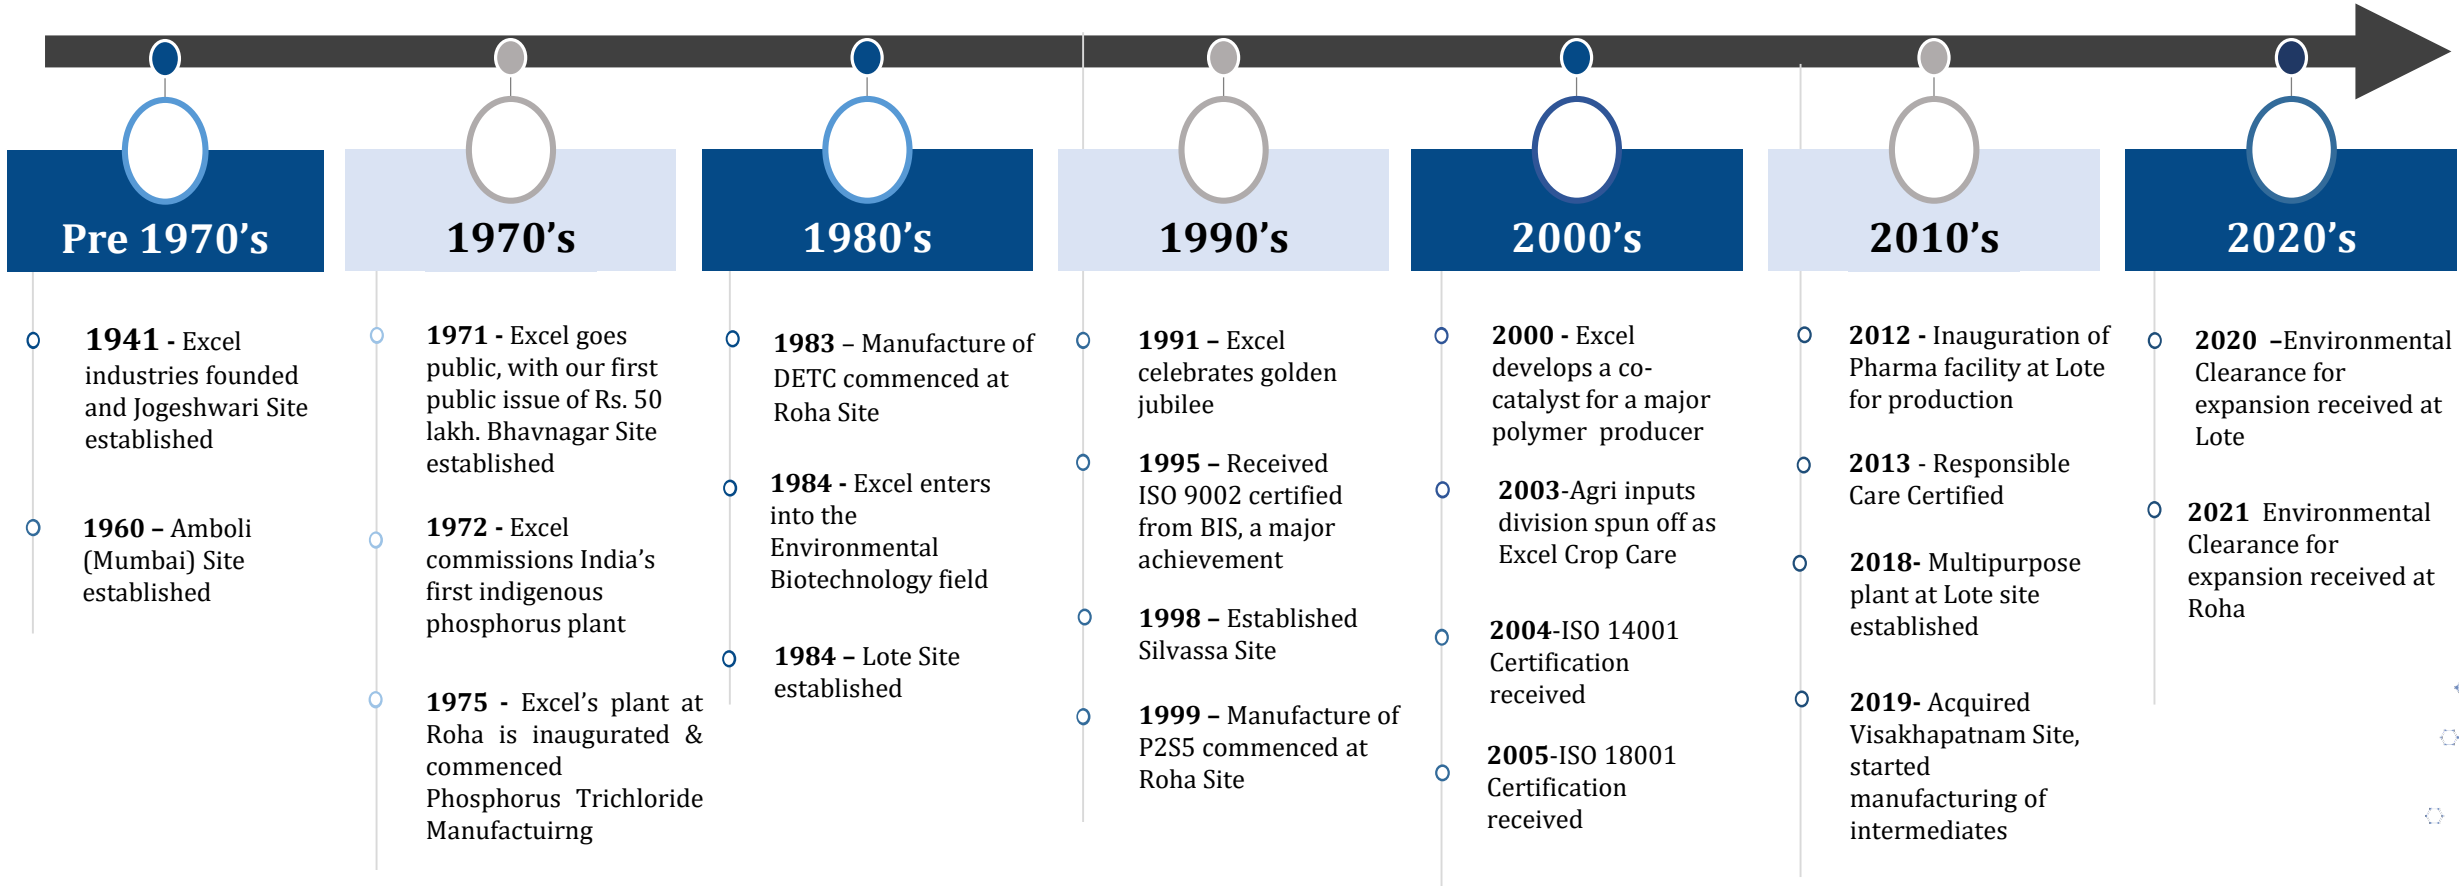 Pre 1970’s
1941 - Excel
industries founded
and Jogeshwari Site
established
1960 – Amboli
(Mumbai) Site
established
1970’s
1971 - Excel goes
public, with our first
public issue of Rs. 50
lakh. Bhavnagar Site
established
1972 - Excel
commissions India’s
first indigenous
phosphorus plant
1975 - Excel’s plant at
Roha is inaugurated &
commenced
Phosphorus Trichloride
Manufactuirng
1980’s
1983 – Manufacture of
DETC commenced at
Roha Site
1984 - Excel enters
into the
Environmental
Biotechnology field
1984 – Lote Site
established
1990’s
1991 – Excel
celebrates golden
jubilee
1995 – Received
ISO 9002 certified
from BIS, a major
achievement
1998 – Established
Silvassa Site
1999 – Manufacture of
P2S5 commenced at
Roha Site
2000’s
2000 - Excel
develops a co-
catalyst for a major
polymer producer
2003-Agri inputs
division spun off as
Excel Crop Care
2004-ISO 14001
Certification
received
2005-ISO 18001
Certification
received
2010’s
2012 - Inauguration of
Pharma facility at Lote
for production
2013 - Responsible
Care Certified
2018- Multipurpose
plant at Lote site
established
2019- Acquired
Visakhapatnam Site,
started
manufacturing of
intermediates
2020’s
2020 –Environmental
Clearance for
expansion received at
Lote
2021 Environmental
Clearance for
expansion received at
Roha